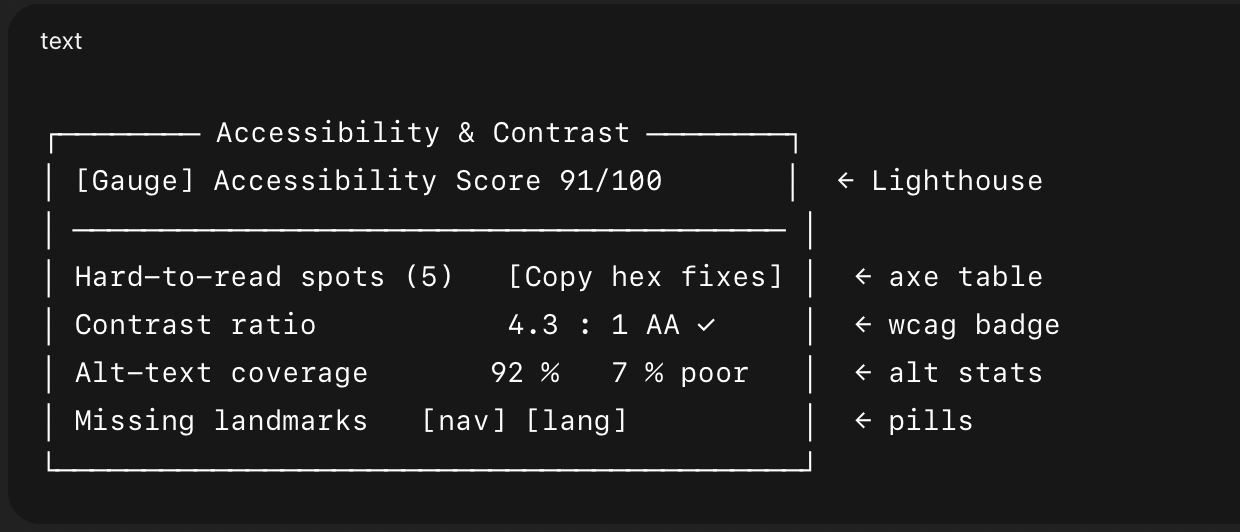 text
┌───────── Accessibility & Contrast ─────────┐
│ [Gauge] Accessibility Score 91/100       │  ← Lighthouse
│ ───────────────────────────────────────── │
│ Hard-to-read spots (5)   [Copy hex fixes] │  ← axe table
│ Contrast ratio           4.3 : 1 AA ✓     │  ← wcag badge
│ Alt-text coverage       92 %   7 % poor   │  ← alt stats
│ Missing landmarks   [nav] [lang]          │  ← pills
└───────────────────────────────────────────┘